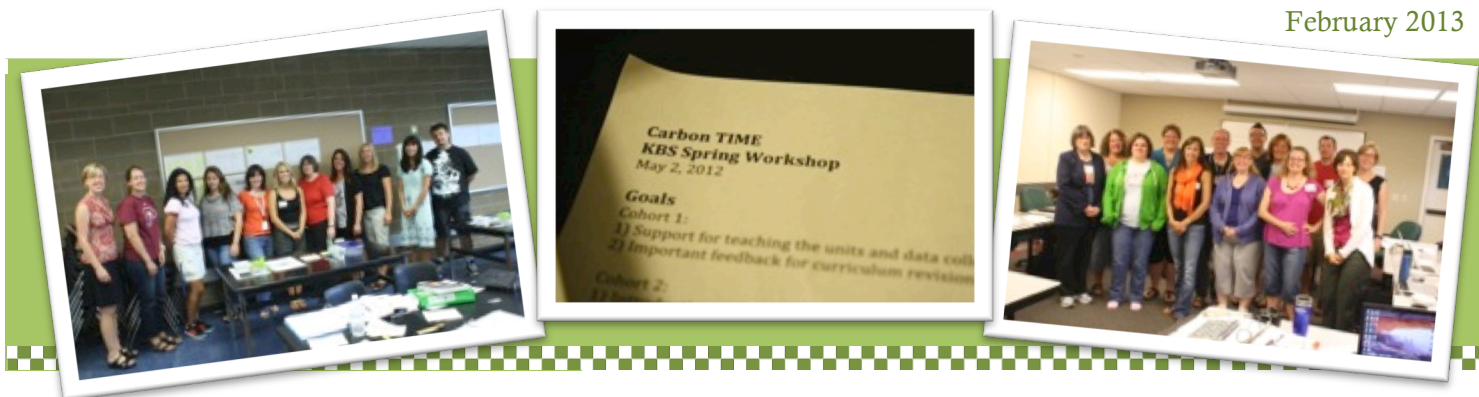 February 2013
Carbon TIME
KBS Spring Workshop
May 2, 2012
Goals
Cohort 1:
1) Support for teaching the units and data
2) Important feedback for curriculum revision
Cohort 2: